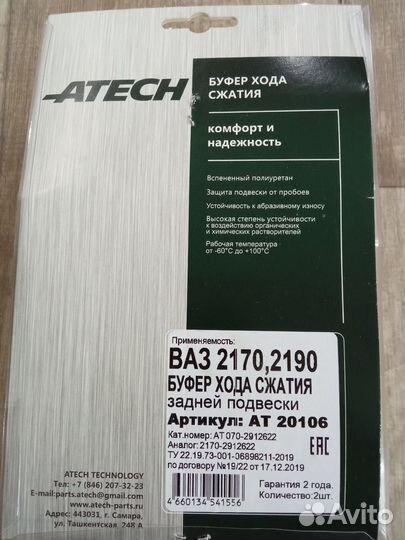 ATECH
БУФЕР ХОДА
СЖАТИЯ
комфорт и
надежность
Вспененный полиуретан
Защита подвески от пробоев
Устойчивость к абразивному износу
Высокая степень устойчивости
к воздействию органических
и химических растворителей
Рабочая температура
от -60°С до +100°С
Применяемость:
ВАЗ 2170,2190
БУФЕР ХОДА СЖАТИЯ
задней подвески
Артикул: АТ 20106
Кат.номер: АТ 070-2912622
Аналог: 2170-2912622
ТУ 22.19.73-001-06898211-2019
по договору №19/22 от 17.12.2019
EAC
Гарантия 2 года.
Количество:2шт.
4 660134 541556
ATECH TECHNOLOGY
Тел.: +7 (846) 207-32-23
E-mail:parts.atech@gmail.com
www.atech-parts.ru
Адрес: 443031, г. Самара,
ул. Ташкентская, 248 А
Avito